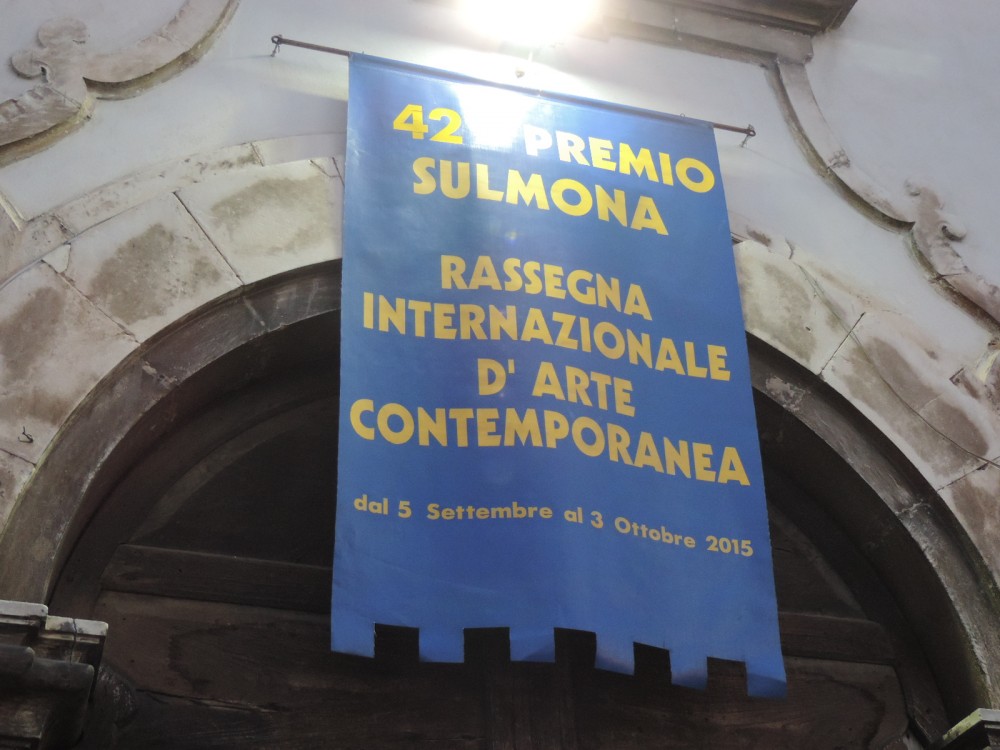 42 PREMIO
SULMONA
RASSEGNA
INTERNAZIONALE
D' ARTE
CONTEMPORANEA
dal 5 Settembre al 3 Ottobre 2015